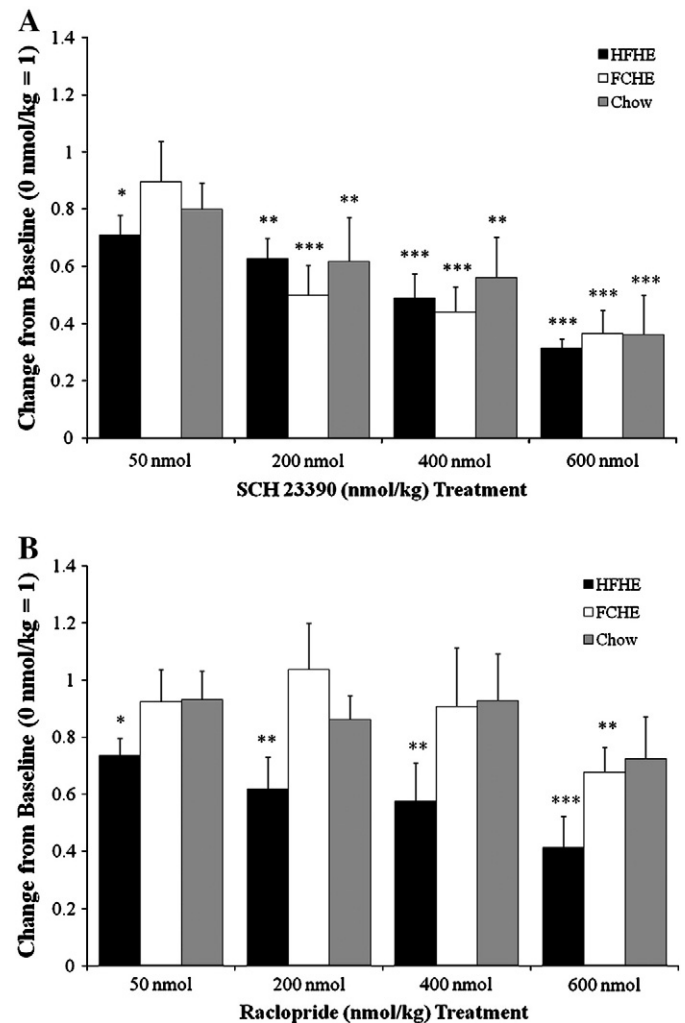 A
Change from Baseline (0 nmol/kg = 1)
1.4
1.2
1
0.8
0.6
0.4
0.2
0
HFHE
FCHE
Chow
*
**
***
**
***
***
**
***
***
***
50 nmol
200 nmol
400 nmol
600 nmol
SCH 23390 (nmol/kg) Treatment
B
Change from Baseline (0 nmol/kg = 1)
1.4
1.2
1
0.8
0.6
0.4
0.2
0
HFHE
FCHE
Chow
*
**
**
***
**
50 nmol
200 nmol
400 nmol
600 nmol
Raclopride (nmol/kg) Treatment